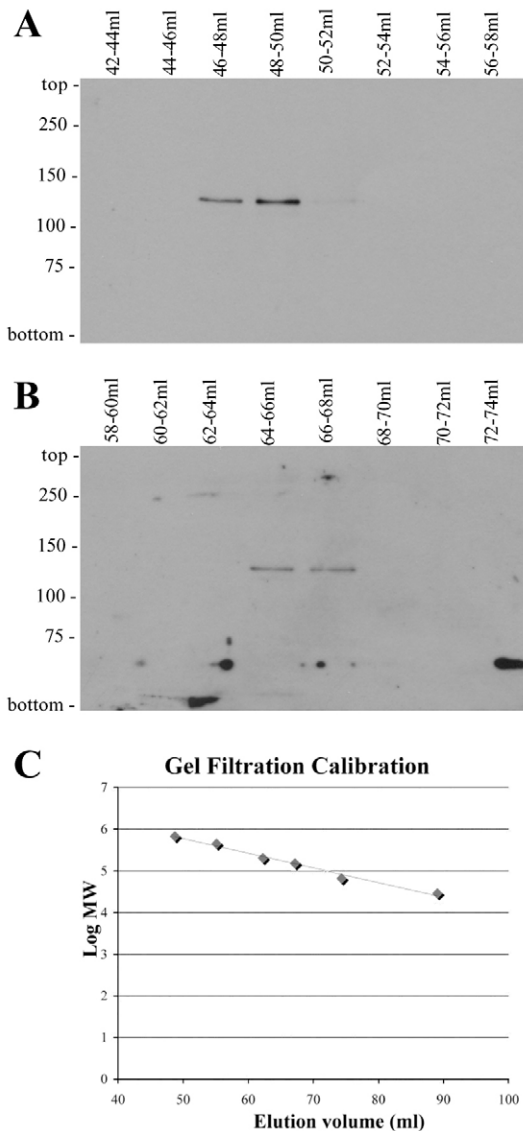 A
42-44ml
44-46ml
46-48ml
48-50ml
50-52ml
52-54ml
54-56ml
56-58ml
top -
250 -
150 -
100 -
75 -
bottom -
B
58-60ml
60-62ml
62-64ml
64-66ml
66-68ml
68-70ml
70-72ml
72-74ml
top -
250 -
150 -
100 -
75 -
bottom -
C
Gel Filtration Calibration
Log MW
7
6
5
4
3
2
1
0
40 50 60 70 80 90 100
Elution volume (ml)